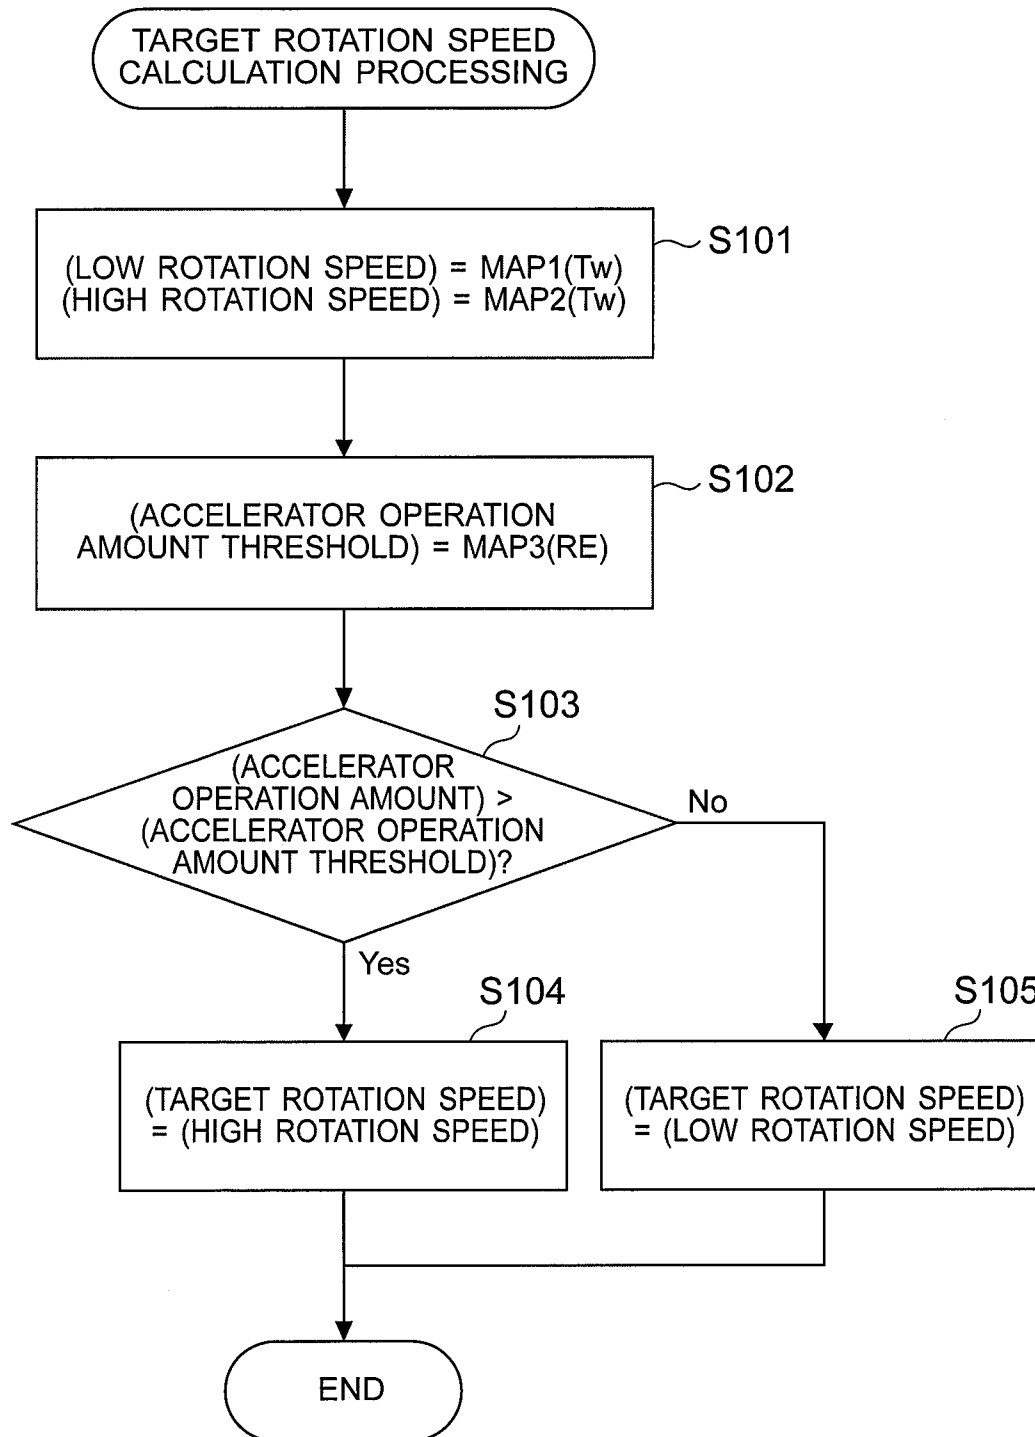 TARGET ROTATION SPEED
CALCULATION PROCESSING
S101
(LOW ROTATION SPEED) = MAP1(Tw)
(HIGH ROTATION SPEED) = MAP2(Tw)
S102
(ACCELERATOR OPERATION
AMOUNT THRESHOLD) = MAP3(RE)
S103
(ACCELERATOR
OPERATION AMOUNT) >
(ACCELERATOR OPERATION
AMOUNT THRESHOLD)?
No
Yes
S104
(TARGET ROTATION SPEED)
= (HIGH ROTATION SPEED)
S105
(TARGET ROTATION SPEED)
= (LOW ROTATION SPEED)
END